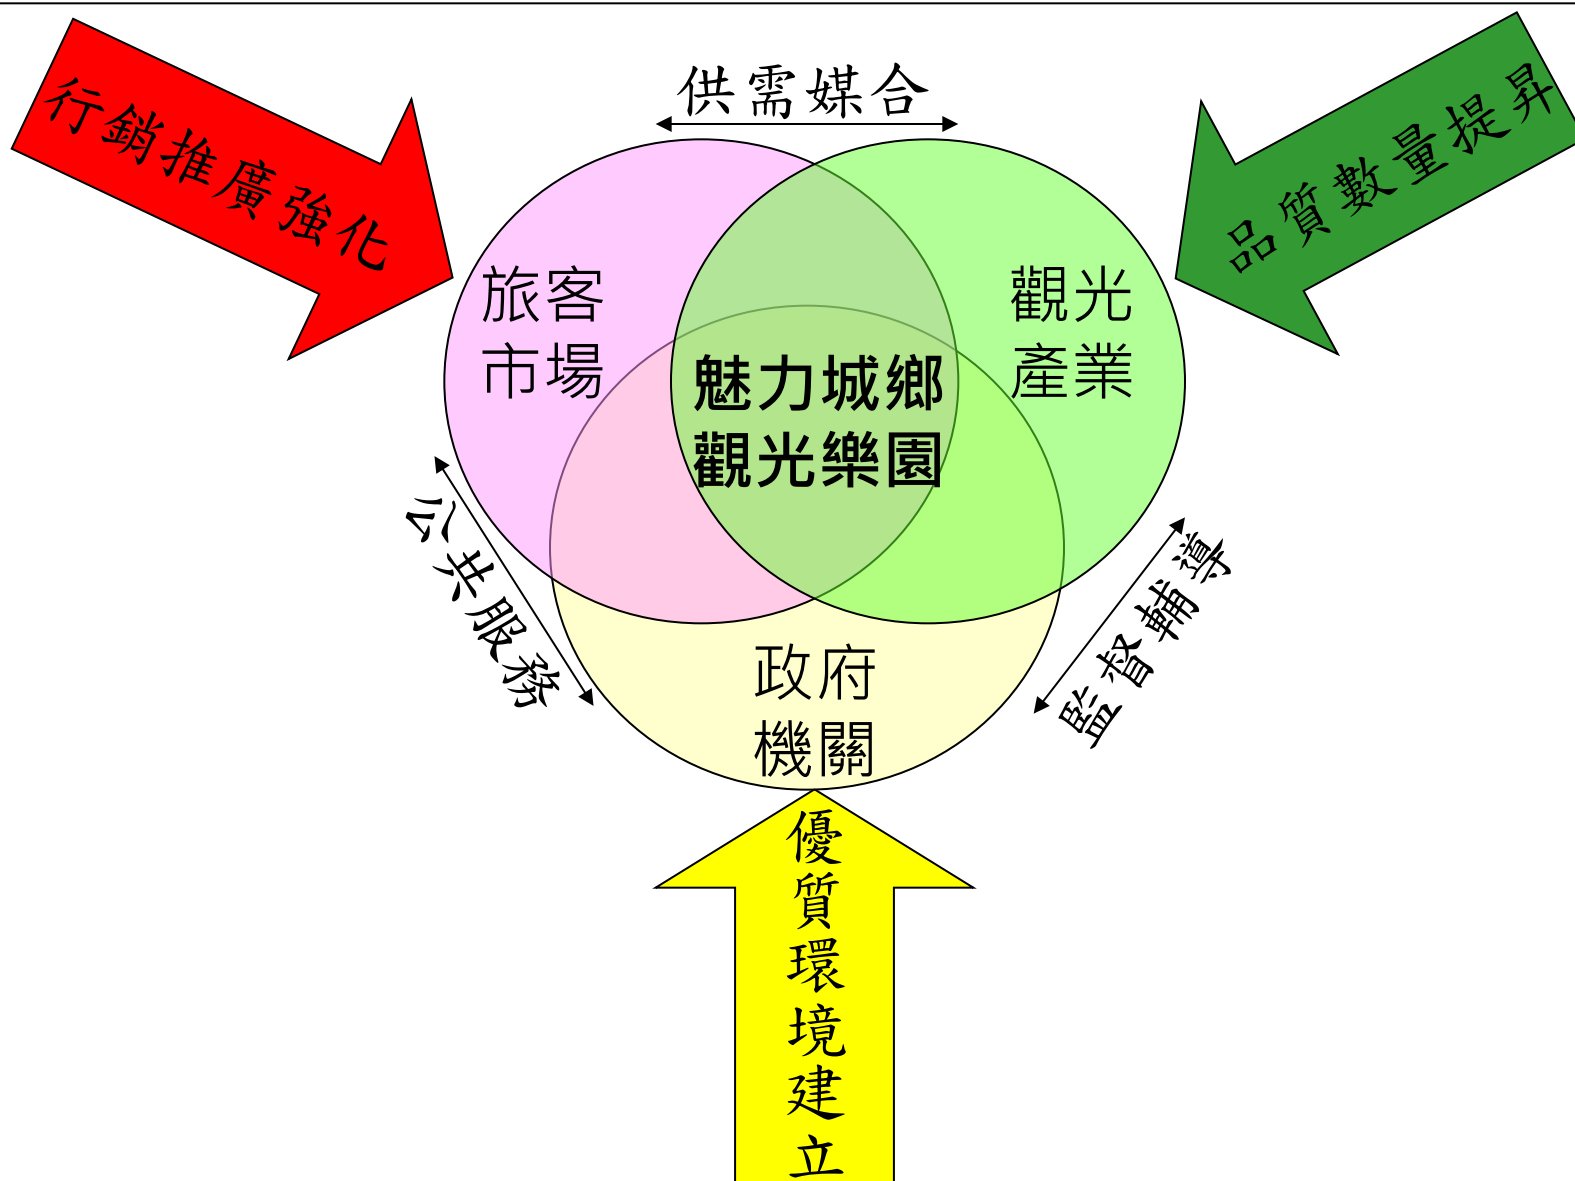 供需媒合
行銷推廣強化
品質數量提昇
旅客
市場
觀光
產業
魅力城鄉
觀光樂園
公共服務
監督輔導
政府
機關
優質環境建立